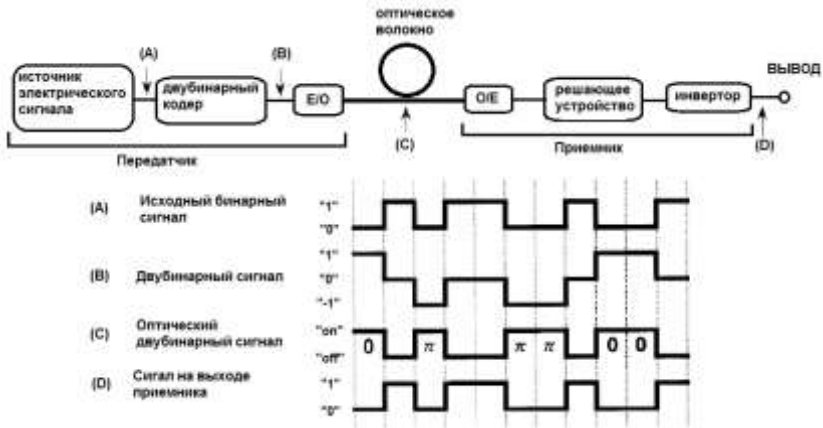 оптическое
волокно
(A)
(B)
источник
электрического
сигнала
двубинарный
кодер
E/O
O/E
решающее
устройство
инвертор
ВЫВОД
(C)
(D)
Передатчик
Приемник
(A) Исходный бинарный
сигнал
"1"
"0"
(B) Двубинарный сигнал
"1"
"0"
"-1"
(C) Оптический
двубинарный сигнал
"on"
"off"
0 π π π 0 0
(D) Сигал на выходе
приемника
"1"
"0"